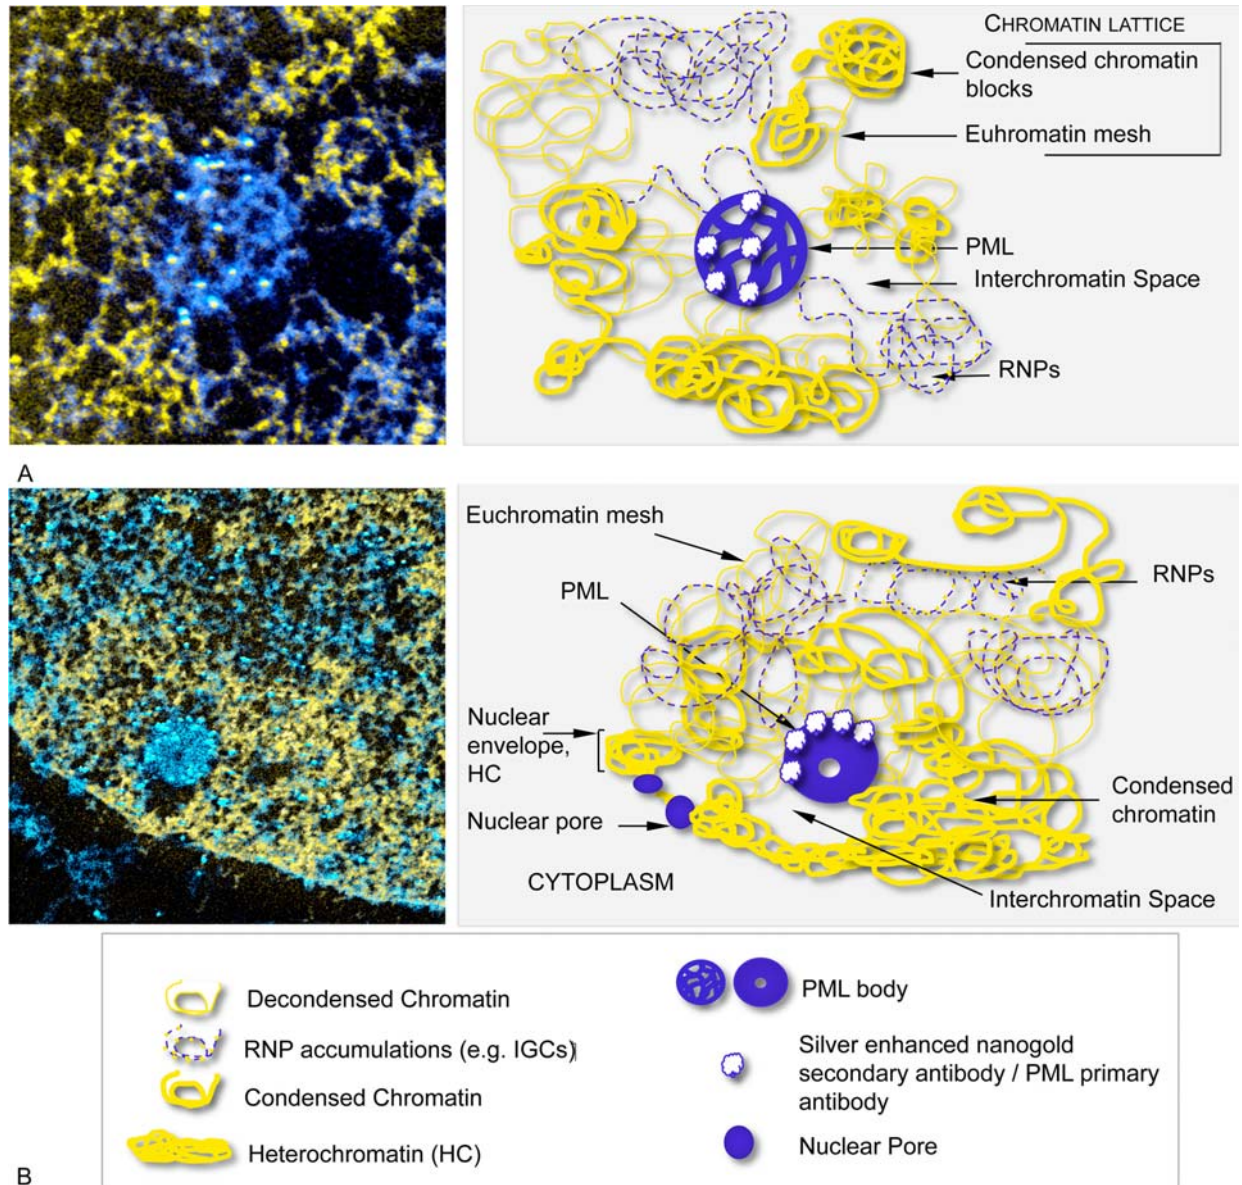 CHROMATIN LATTICE
Condensed chromatin
blocks
Euhromatin mesh
PML
Interchromatin Space
RNPs
A
Euchromatin mesh
RNPs
PML
Nuclear
envelope,
HC
Condensed
chromatin
Nuclear pore
CYTOPLASM
Interchromatin Space
Decondensed Chromatin
RNP accumulations (e.g. IGCs)
Condensed Chromatin
Heterochromatin (HC)
PML body
Silver enhanced nanogold
secondary antibody / PML primary
antibody
Nuclear Pore
B